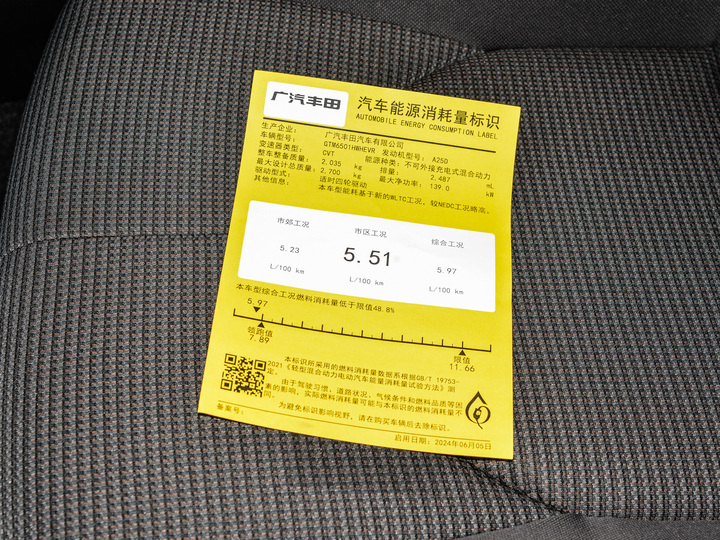 广汽丰田
汽车能源消耗量标识
AUTOMOBILE ENERGY CONSUMPTION LABEL
生产企业: 广汽丰田汽车有限公司
车辆型号: GTM6501HWHEVR 发动机型号: A25D
变速器类型: CVT 能源种类: 不可外接充电式混合动力
整车整备质量: 2,035 kg 排量: 2,487 mL
最大设计总质量: 2,700 kg 最大净功率: 139.0 kW
驱动型式: 适时四轮驱动
其他信息: 本车型能耗基于新的WLTC工况, 较NEDC工况略高。
市郊工况 市区工况 综合工况
5.23 5.51 5.97
L/100 km L/100 km L/100 km
本车型综合工况燃料消耗量低于限值48.8%
5.97
领跑值 限值
7.89 11.66
本标识所采用的燃料消耗量数据系根据GB/T 19753-
2021《轻型混合动力电动汽车能量消耗量试验方法》测
定。
由于驾驶习惯、道路状况、气候条件和燃料品质等因
素的影响, 实际燃料消耗量可能与本标识的燃料消耗量不
同。
为避免标识影响视野, 请在购买车辆后去除标识。
备案号:
启用日期: 2024年06月05日